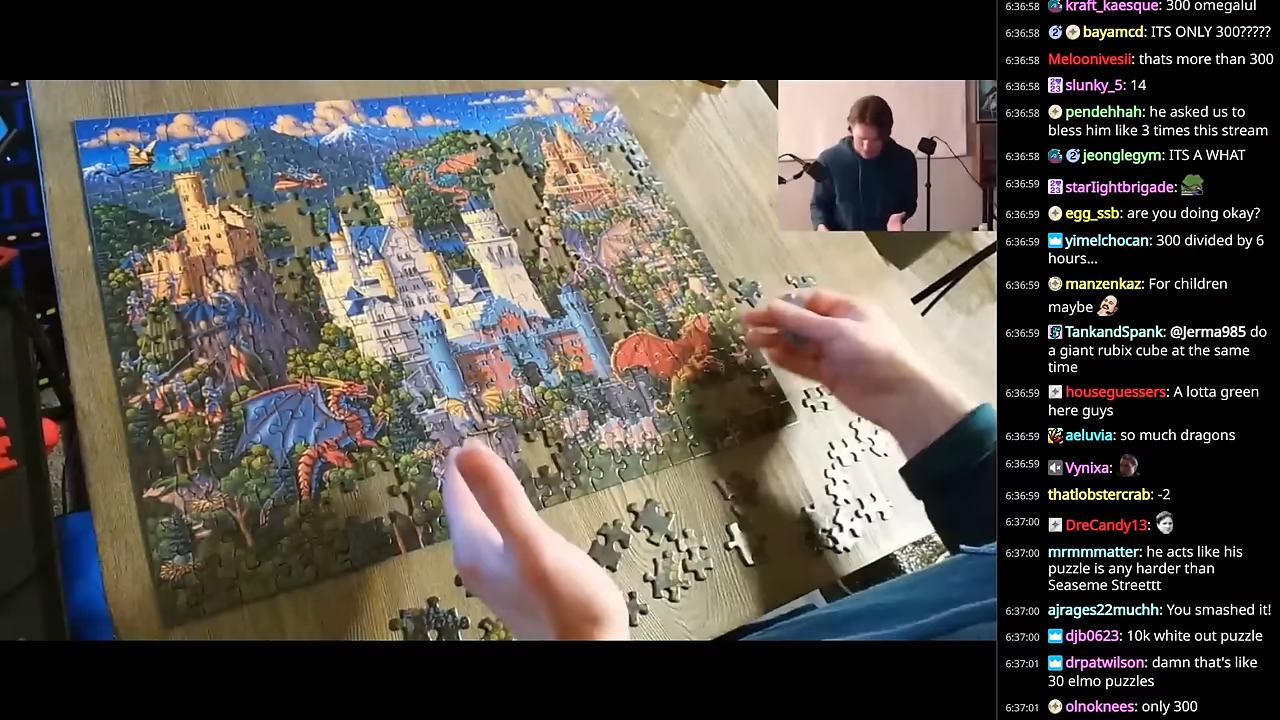 6:36:58 kraft_kaesque: 300 omegalul
6:36:58 bayamcd: ITS ONLY 300?????
6:36:58 Meloonivesii: thats more than 300
6:36:58 slunky_5: 14
6:36:58 pendehhah: he asked us to
bless him like 3 times this stream
6:36:58 jeonglegym: ITS A WHAT
6:36:59 starlightbrigade:
6:36:59 egg_ssb: are you doing okay?
6:36:59 yimelchocan: 300 divided by 6
hours...
6:36:59 manzenkaz: For children
maybe
6:36:59 TankandSpank: @Jerma985 do
a giant rubix cube at the same
time
6:36:59 houseguessers: A lotta green
here guys
6:36:59 aeluvia: so much dragons
6:36:59 Vynixa:
6:36:59 thatlobstercrab: -2
6:37:00 DreCandy13:
6:37:00 mrmmmatter: he acts like his
puzzle is any harder than
Seaseme Streettt
6:37:00 ajrages22muchh: You smashed it!
6:37:00 djb0623: 10k white out puzzle
6:37:01 drpatwilson: damn that's like
30 elmo puzzles
6:37:01 olnoknees: only 300